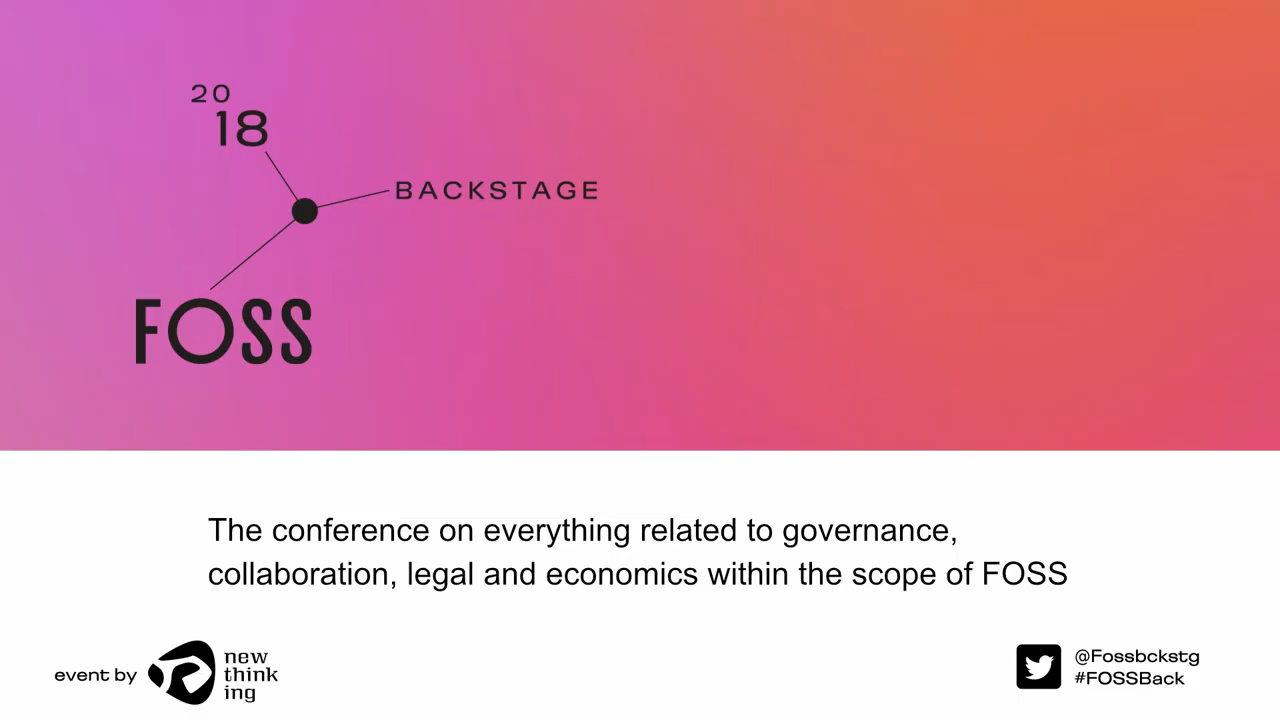 20
18
BACKSTAGE
FOSS
The conference on everything related to governance,
collaboration, legal and economics within the scope of FOSS
event by
new
think
ing
@Fossbckstg
#FOSSBack